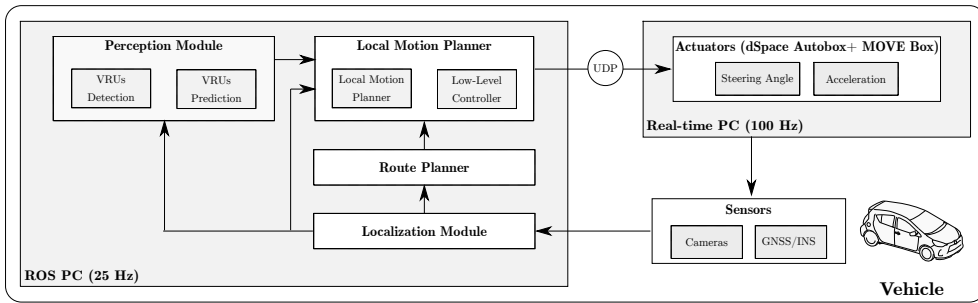 Perception Module
VRUs
Detection
VRUs
Prediction
Local Motion Planner
Local Motion
Planner
Low-Level
Controller
Route Planner
Localization Module
ROS PC (25 Hz)
UDP
Actuators (dSpace Autobox+ MOVE Box)
Steering Angle
Acceleration
Real-time PC (100 Hz)
Sensors
Cameras
GNSS/INS
Vehicle